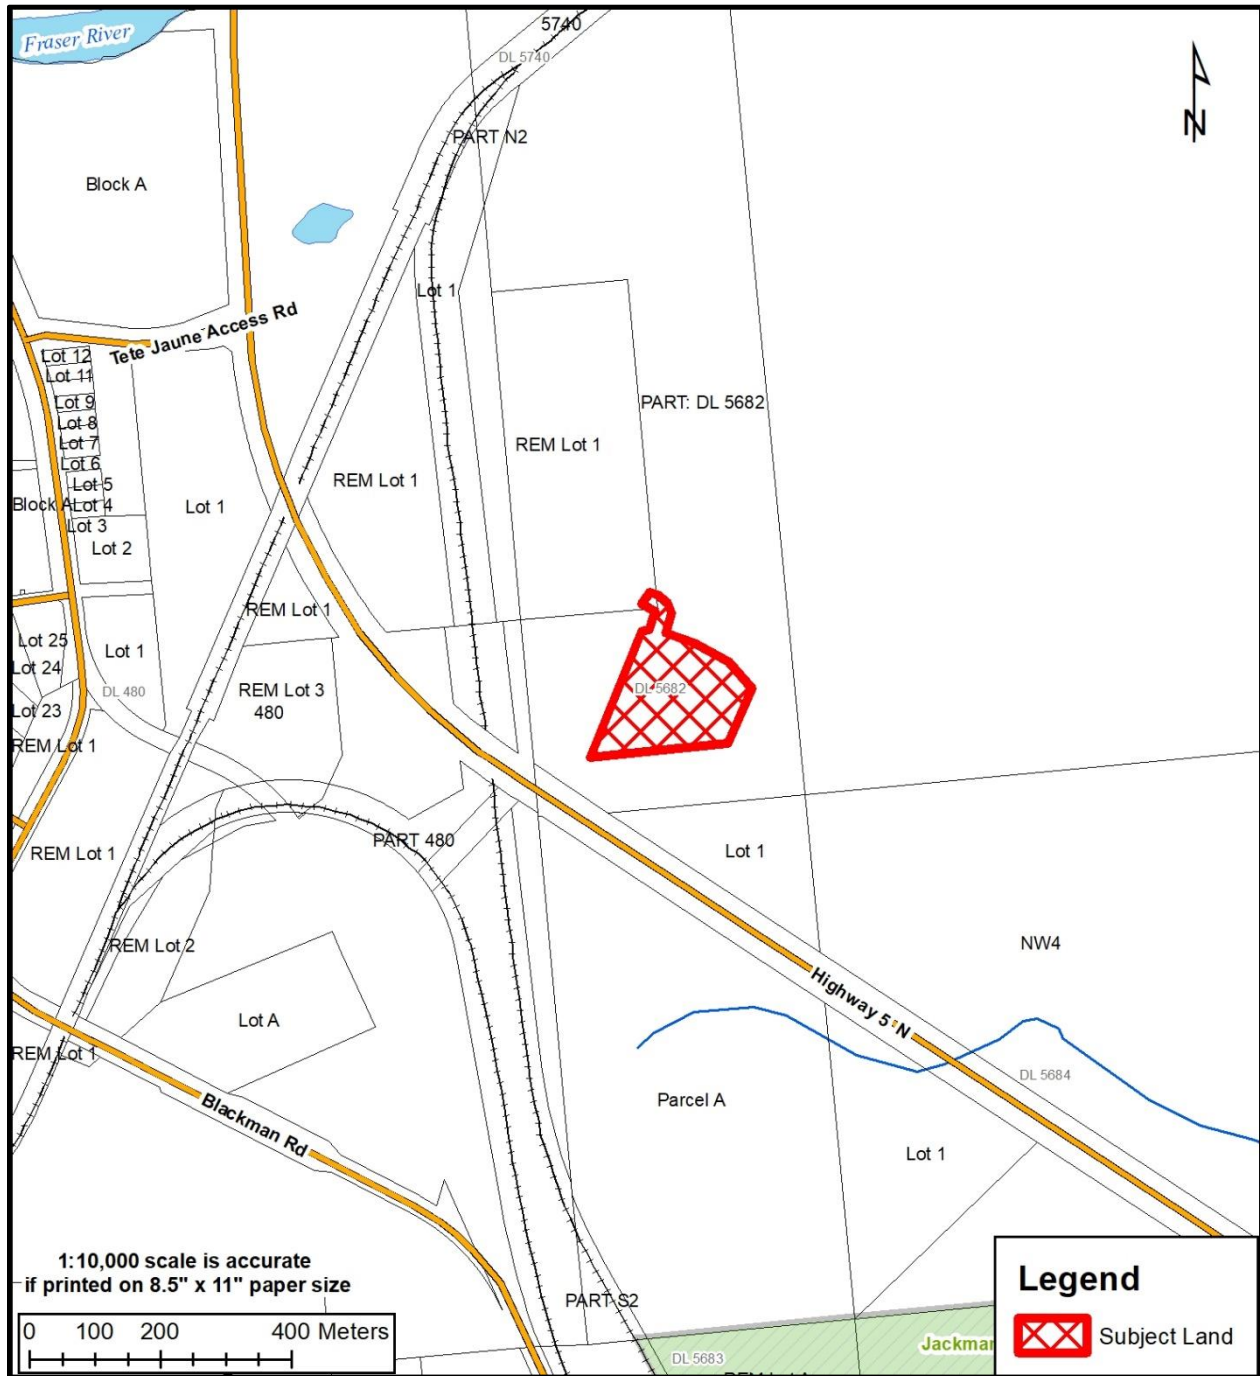 Fraser River
5740
DL 5740
N
PART N2
Block A
Lot 1
Tete Jaune Access Rd
Lot 12
Lot 11
Lot 9
Lot 8
Lot 7
Lot 6
Lot 5
Lot 4
Block A
Lot 3
Lot 2
Lot 1
REM Lot 1
REM Lot 1
PART: DL 5682
REM Lot 1
Lot 25
Lot 24
Lot 23
Lot 1
DL 480
REM Lot 1
REM Lot 3
480
DL 5682
REM Lot 1
PART 480
Lot 1
REM Lot 2
NW4
Lot A
Highway 5 N
REM Lot 1
DL 5684
Parcel A
Blackman Rd
Lot 1
1:10,000 scale is accurate
if printed on 8.5" x 11" paper size
0 100 200 400 Meters
PART S2
DL 5683
Legend
Subject Land